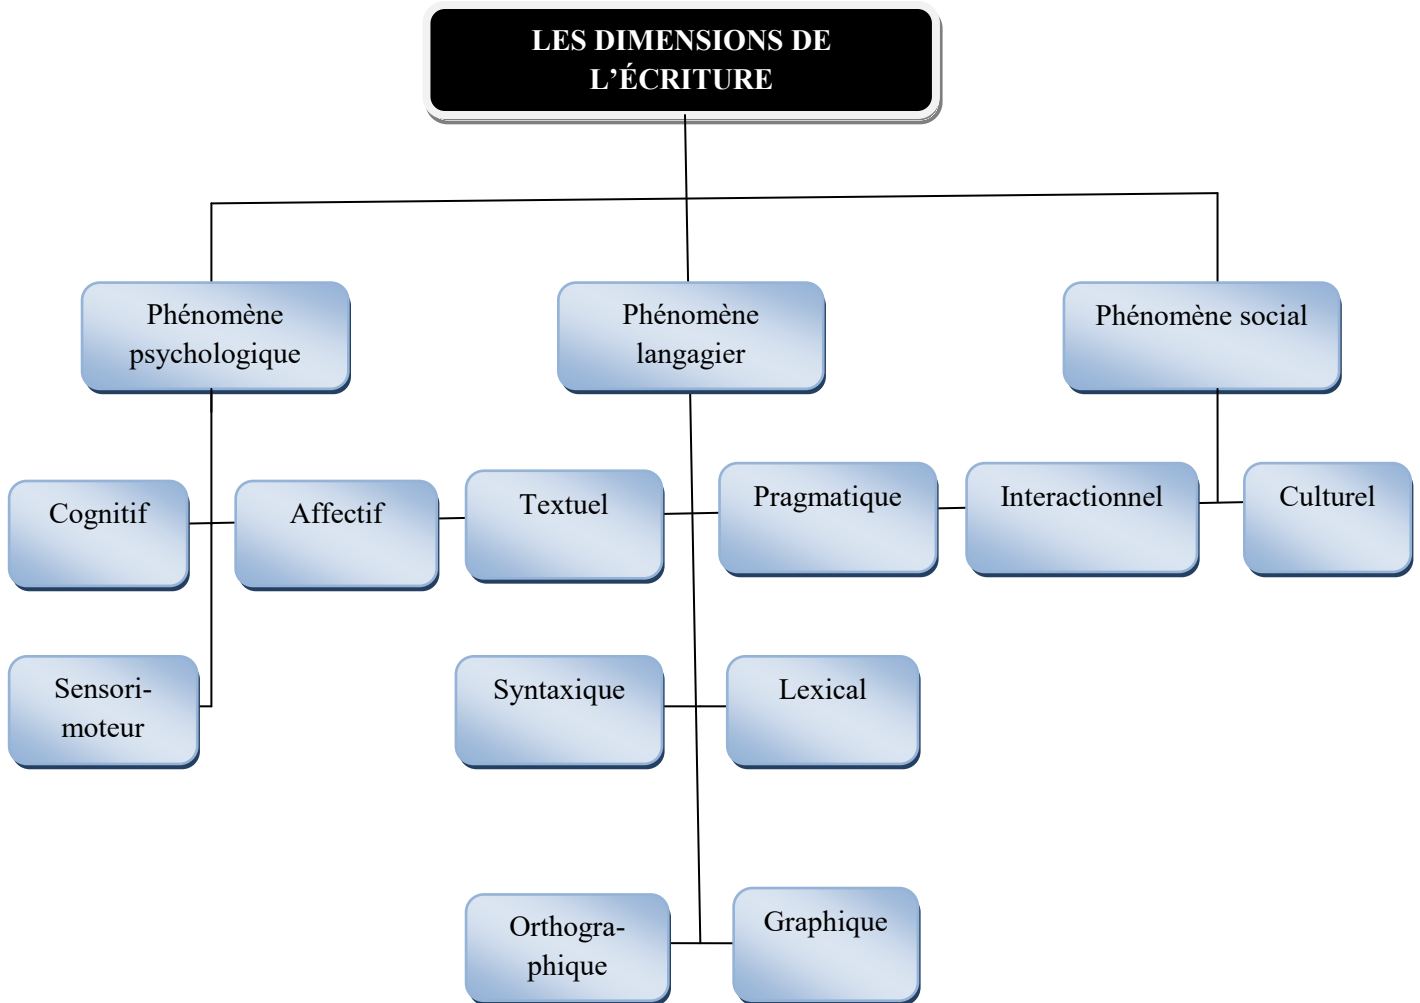 LES DIMENSIONS DE
L’ÉCRITURE
Phénomène
psychologique
Phénomène
langagier
Phénomène social
Cognitif
Affectif
Textuel
Pragmatique
Interactionnel
Culturel
Sensori-
moteur
Syntaxique
Lexical
Orthogra-
phique
Graphique